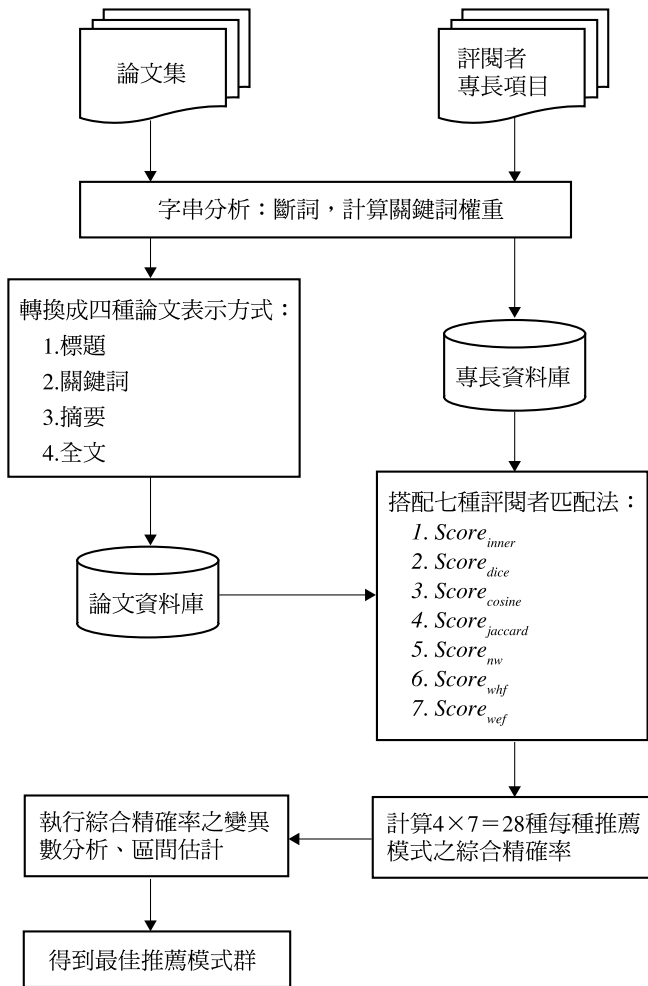 論文集
評閱者
專長項目
字串分析：斷詞，計算關鍵詞權重
轉換成四種論文表示方式：
1.標題
2.關鍵詞
3.摘要
4.全文
專長資料庫
論文資料庫
搭配七種評閱者匹配法：
1. Score_inner
2. Score_dice
3. Score_cosine
4. Score_jaccard
5. Score_nw
6. Score_whf
7. Score_wef
計算4×7＝28種每種推薦
模式之綜合精確率
執行綜合精確率之變異
數分析、區間估計
得到最佳推薦模式群